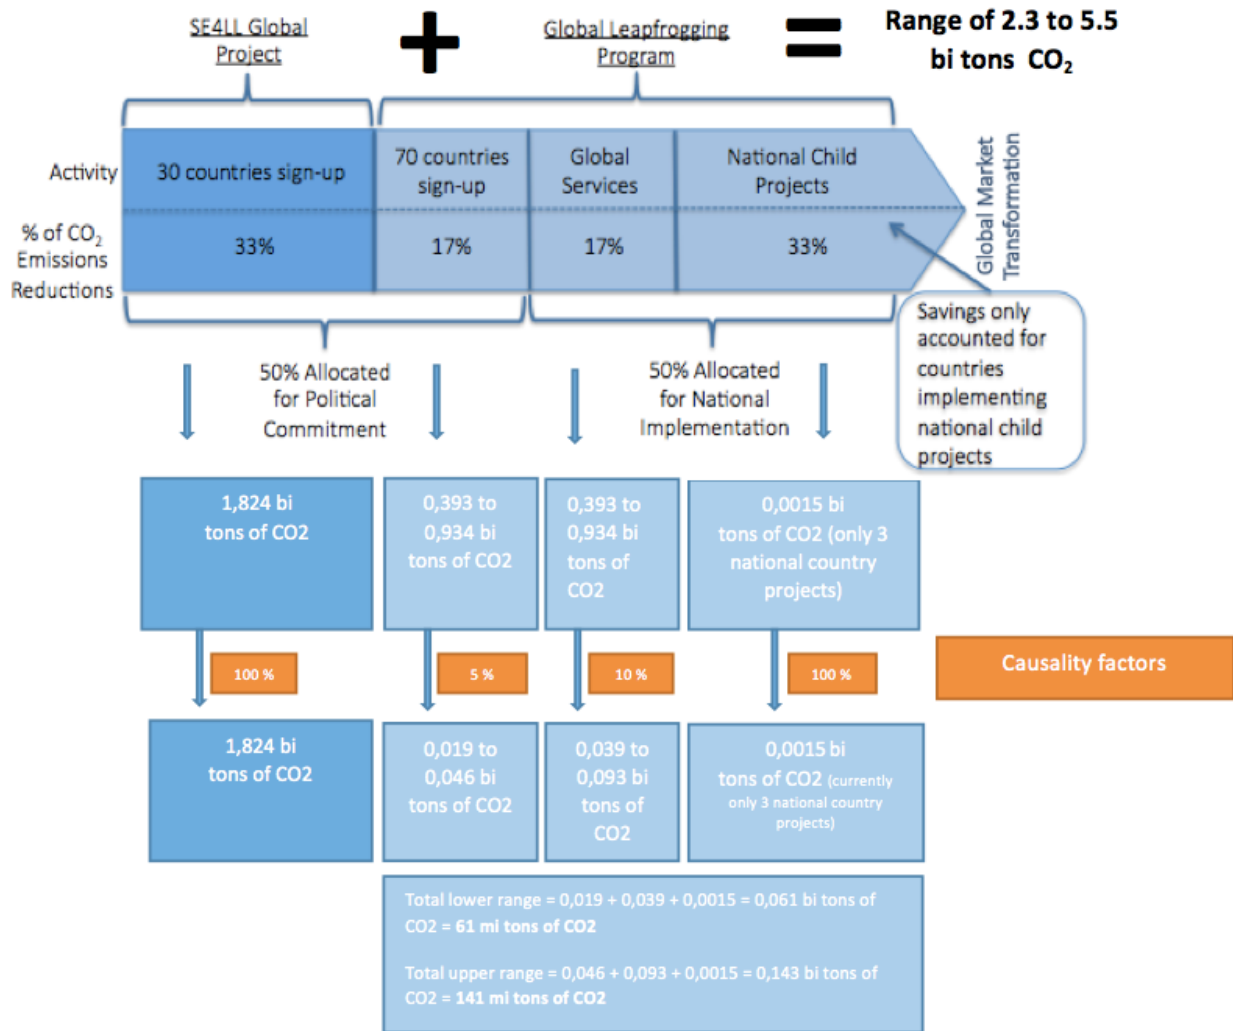 SE4LL Global
Project
+
Global Leapfrogging
Program
=
Range of 2.3 to 5.5
bi tons CO₂
Activity
30 countries sign-up
70 countries
sign-up
Global
Services
National Child
Projects
% of CO₂
Emissions
Reductions
33%
17%
17%
33%
Global Market
Transformation
50% Allocated
for Political
Commitment
50% Allocated
for National
Implementation
Savings only
accounted for
countries
implementing
national child
projects
1,824 bi
tons of CO2
0,393 to
0,934 bi
tons of CO2
0,393 to
0,934 bi
tons of
CO2
0,0015 bi
tons of CO2 (only 3
national country
projects)
100 %
5 %
10 %
100 %
Causality factors
1,824 bi
tons of CO2
0,019 to
0,046 bi
tons of CO2
0,039 to
0,093 bi
tons of
CO2
0,0015 bi
tons of CO2 (currently
only 3 national country
projects)
Total lower range = 0,019 + 0,039 + 0,0015 = 0,061 bi tons of
CO2 = 61 mi tons of CO2
Total upper range = 0,046 + 0,093 + 0,0015 = 0,143 bi tons of
CO2 = 141 mi tons of CO2